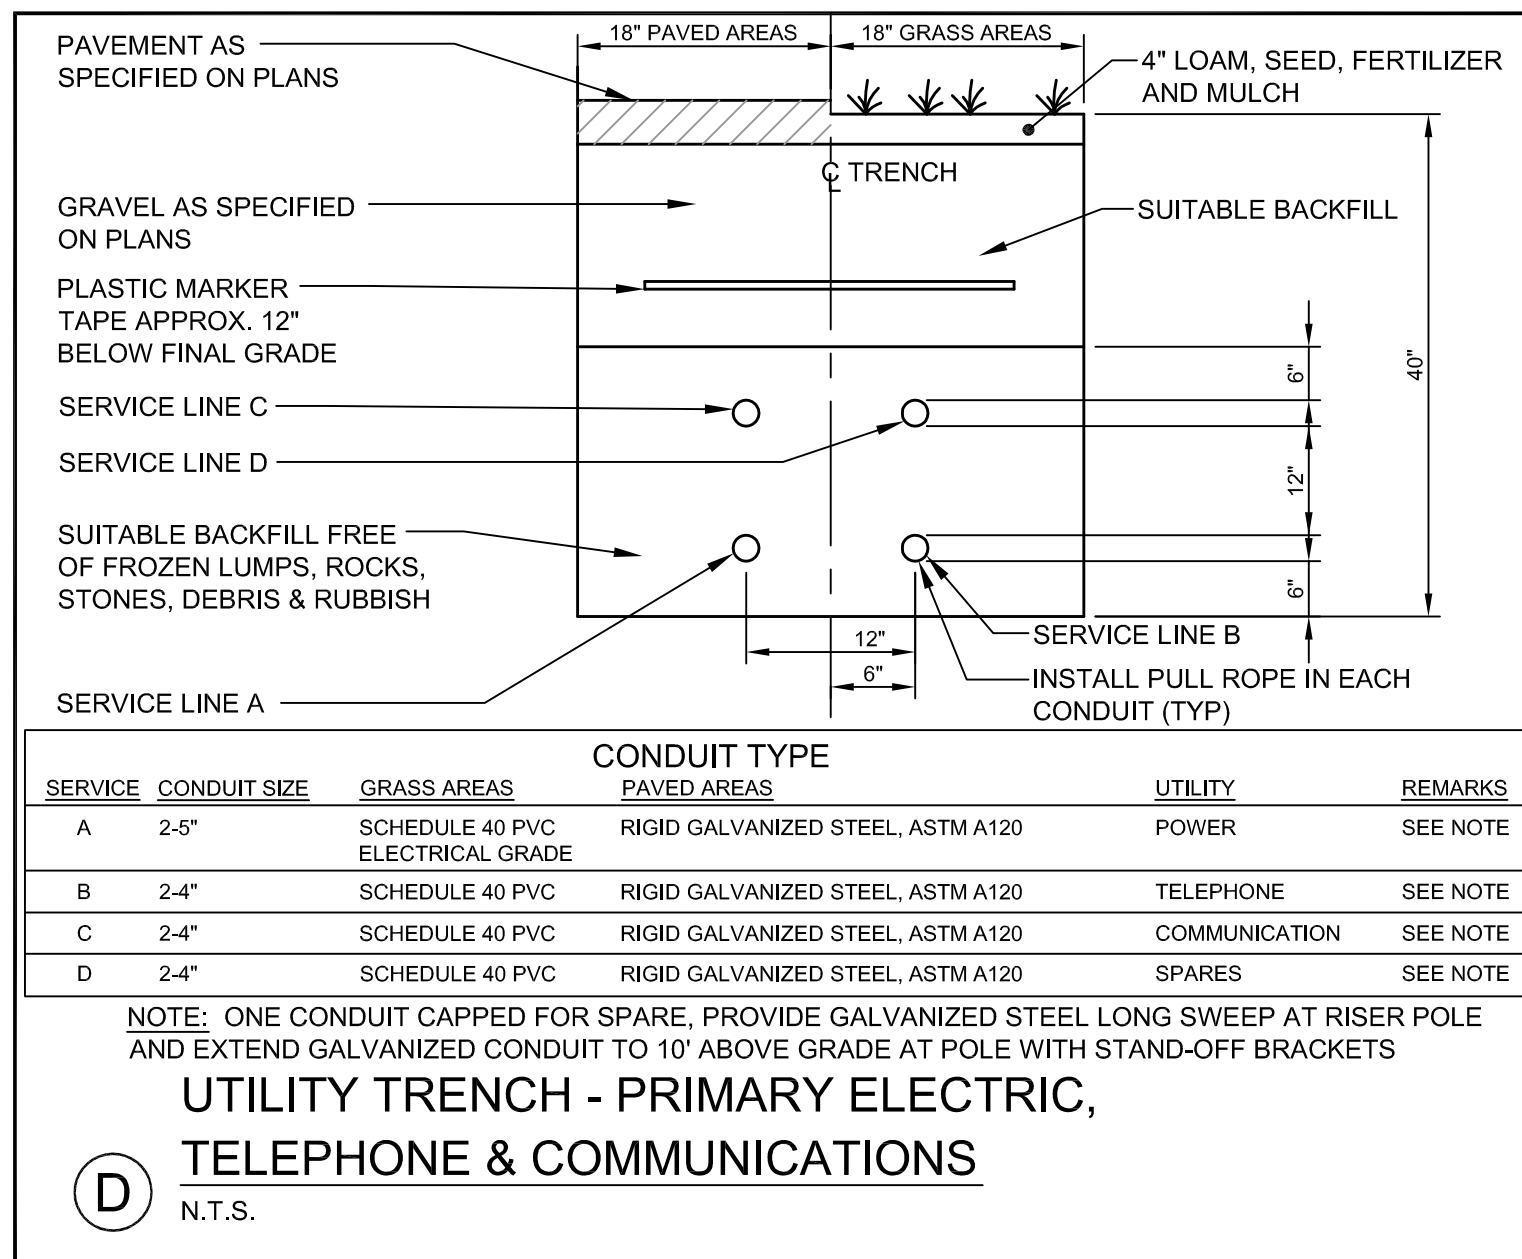 18" PAVED AREAS
18" GRASS AREAS
PAVEMENT AS
SPECIFIED ON PLANS
4" LOAM, SEED, FERTILIZER
AND MULCH
℄ TRENCH
GRAVEL AS SPECIFIED
ON PLANS
SUITABLE BACKFILL
PLASTIC MARKER
TAPE APPROX. 12"
BELOW FINAL GRADE
6"
40"
SERVICE LINE C
SERVICE LINE D
12"
SUITABLE BACKFILL FREE
OF FROZEN LUMPS, ROCKS,
STONES, DEBRIS & RUBBISH
6"
12"
SERVICE LINE B
6"
INSTALL PULL ROPE IN EACH
CONDUIT (TYP)
SERVICE LINE A
CONDUIT TYPE
SERVICE CONDUIT SIZE GRASS AREAS PAVED AREAS UTILITY REMARKS
A 2-5" SCHEDULE 40 PVC RIGID GALVANIZED STEEL, ASTM A120 POWER SEE NOTE
ELECTRICAL GRADE
B 2-4" SCHEDULE 40 PVC RIGID GALVANIZED STEEL, ASTM A120 TELEPHONE SEE NOTE
C 2-4" SCHEDULE 40 PVC RIGID GALVANIZED STEEL, ASTM A120 COMMUNICATION SEE NOTE
D 2-4" SCHEDULE 40 PVC RIGID GALVANIZED STEEL, ASTM A120 SPARES SEE NOTE
NOTE: ONE CONDUIT CAPPED FOR SPARE, PROVIDE GALVANIZED STEEL LONG SWEEP AT RISER POLE
AND EXTEND GALVANIZED CONDUIT TO 10' ABOVE GRADE AT POLE WITH STAND-OFF BRACKETS
UTILITY TRENCH - PRIMARY ELECTRIC,
TELEPHONE & COMMUNICATIONS
D
N.T.S.